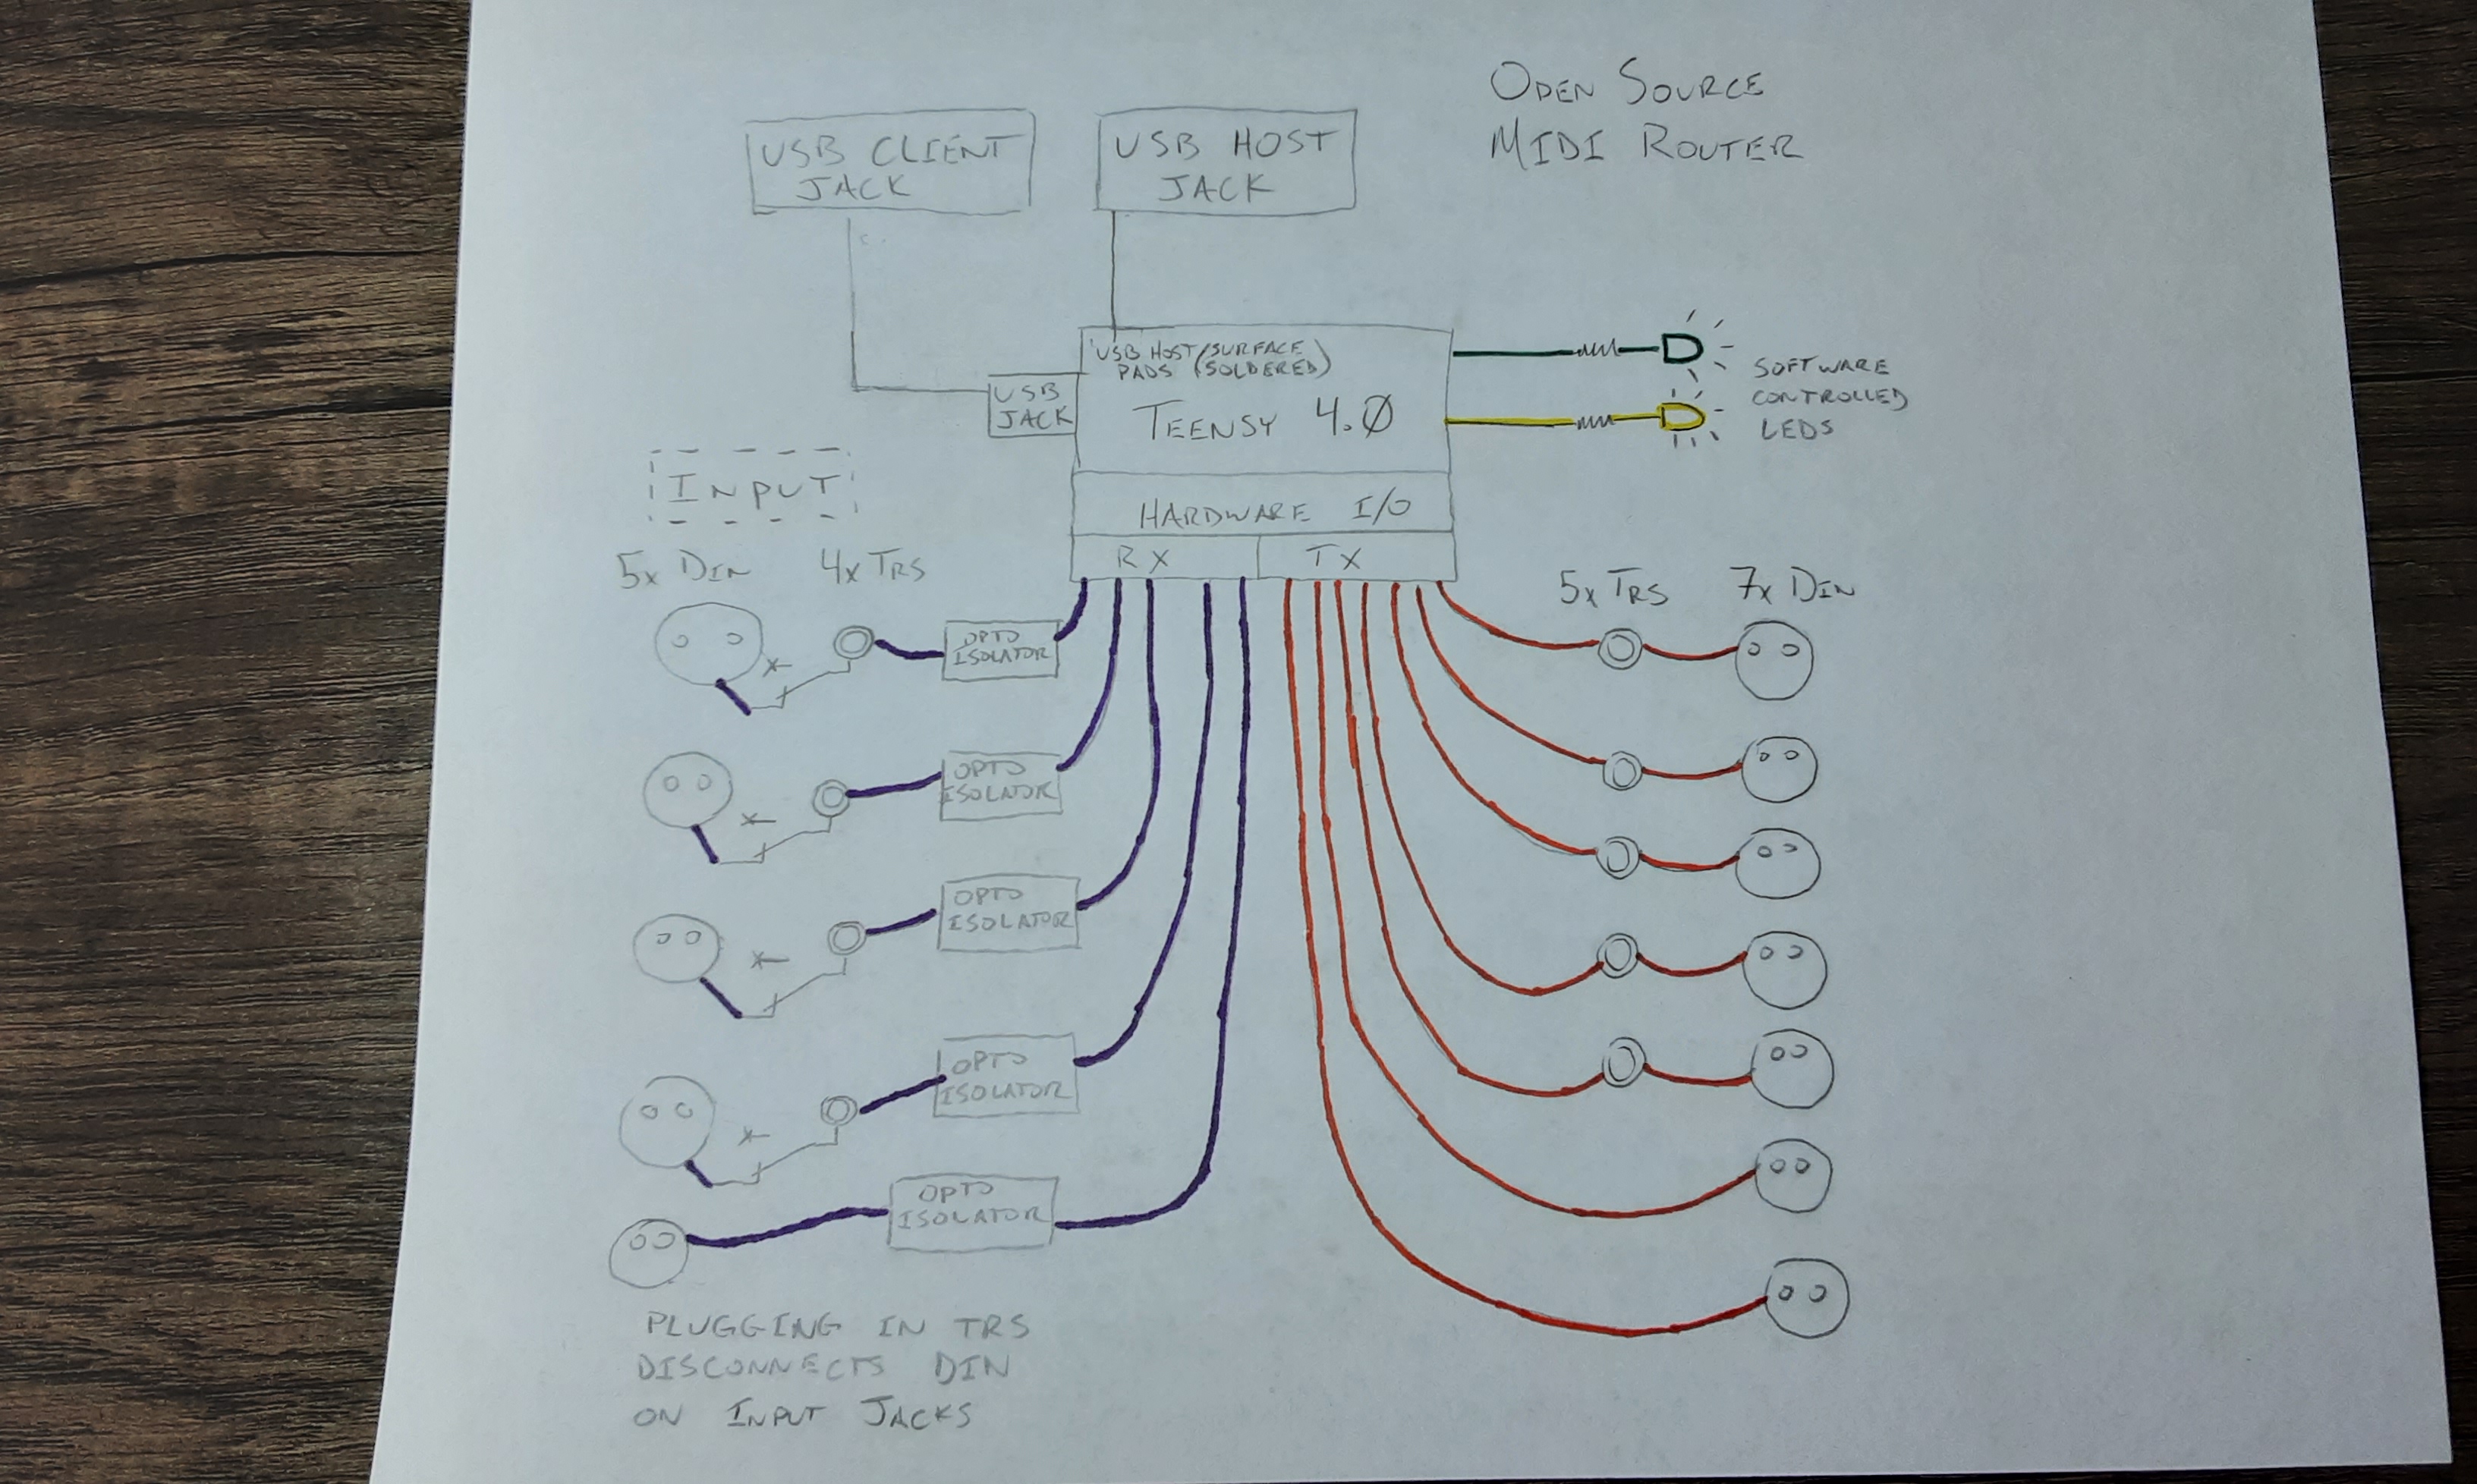 OPEN SOURCE
MIDI ROUTER
USB CLIENT
JACK
USB HOST
JACK
USB HOST (SURFACE
PADS (SOLDERED)
USB
JACK
TEENSY 4.0
SOFTWARE
CONTROLLED
LEDS
INPUT
HARDWARE I/O
RX
TX
5x DIN
4x TRS
5x TRS
7x DIN
OPTO
ISOLATOR
OPTO
ISOLATOR
OPTO
ISOLATOR
OPTO
ISOLATOR
OPTO
ISOLATOR
PLUGGING IN TRS
DISCONNECTS DIN
ON INPUT JACKS